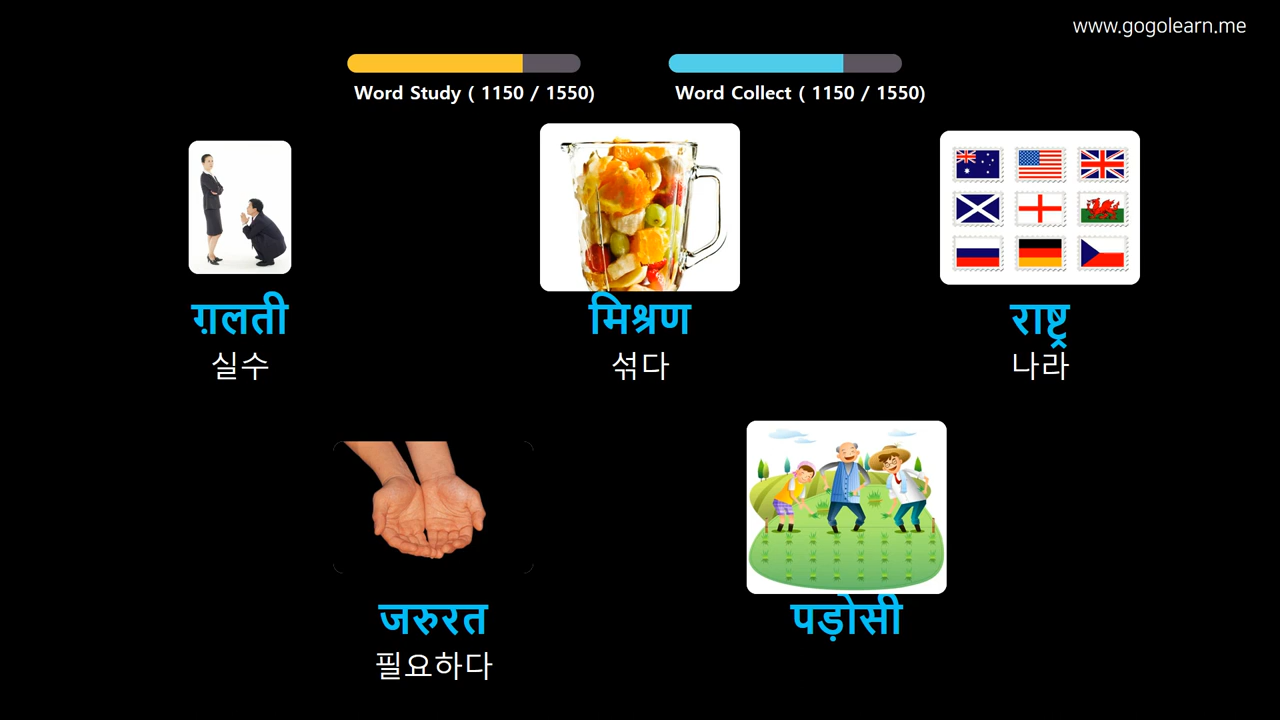 www.gogolearn.me
Word Study ( 1150 / 1550)
Word Collect ( 1150 / 1550)
ग़लती
실수
मिश्रण
섞다
राष्ट्र
나라
जरुरत
필요하다
पड़ोसी